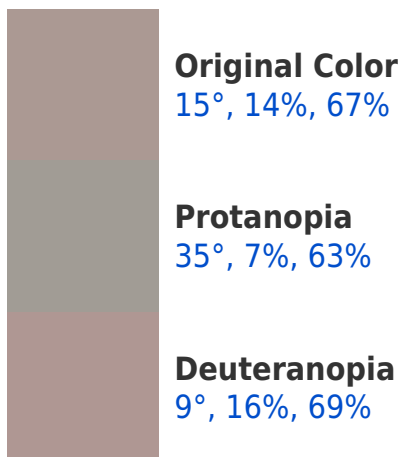 Original Color
15°, 14%, 67%
Protanopia
35°, 7%, 63%
Deuteranopia
9°, 16%, 69%